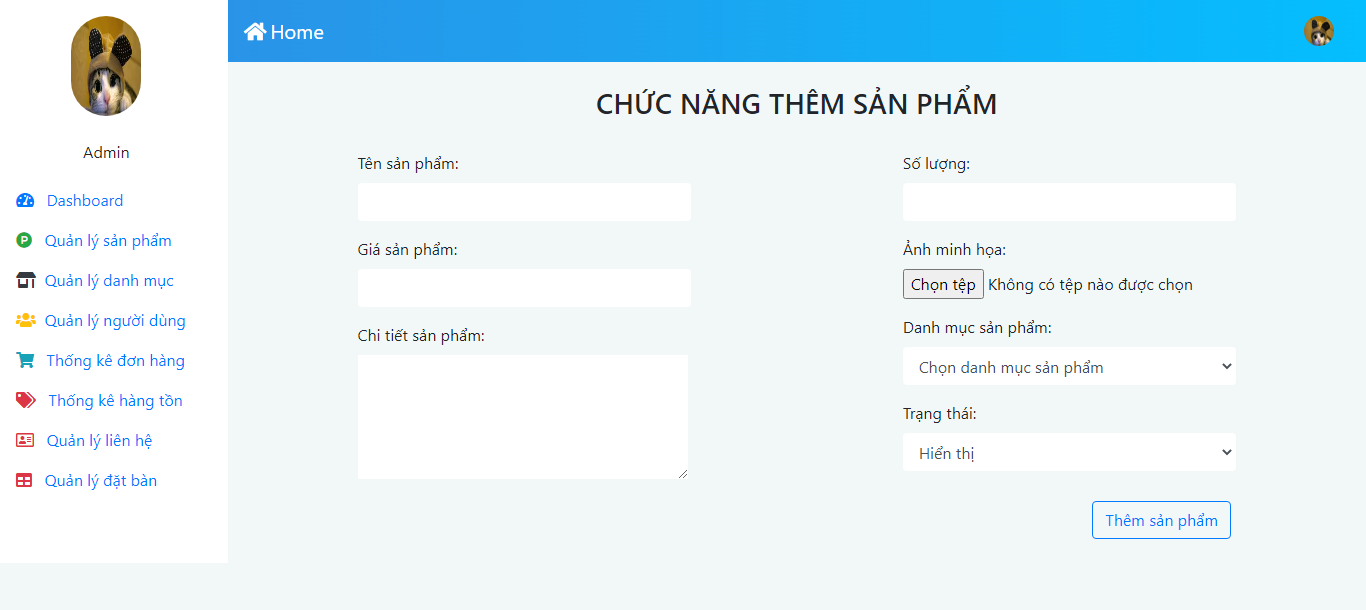 Admin
Dashboard
Quản lý sản phẩm
Quản lý danh mục
Quản lý người dùng
Thống kê đơn hàng
Thống kê hàng tồn
Quản lý liên hệ
Quản lý đặt bàn
Home
CHỨC NĂNG THÊM SẢN PHẨM
Tên sản phẩm:
Giá sản phẩm:
Chi tiết sản phẩm:
Số lượng:
Ảnh minh họa:
Chọn tệp Không có tệp nào được chọn
Danh mục sản phẩm:
Chọn danh mục sản phẩm
Trạng thái:
Hiển thị
Thêm sản phẩm